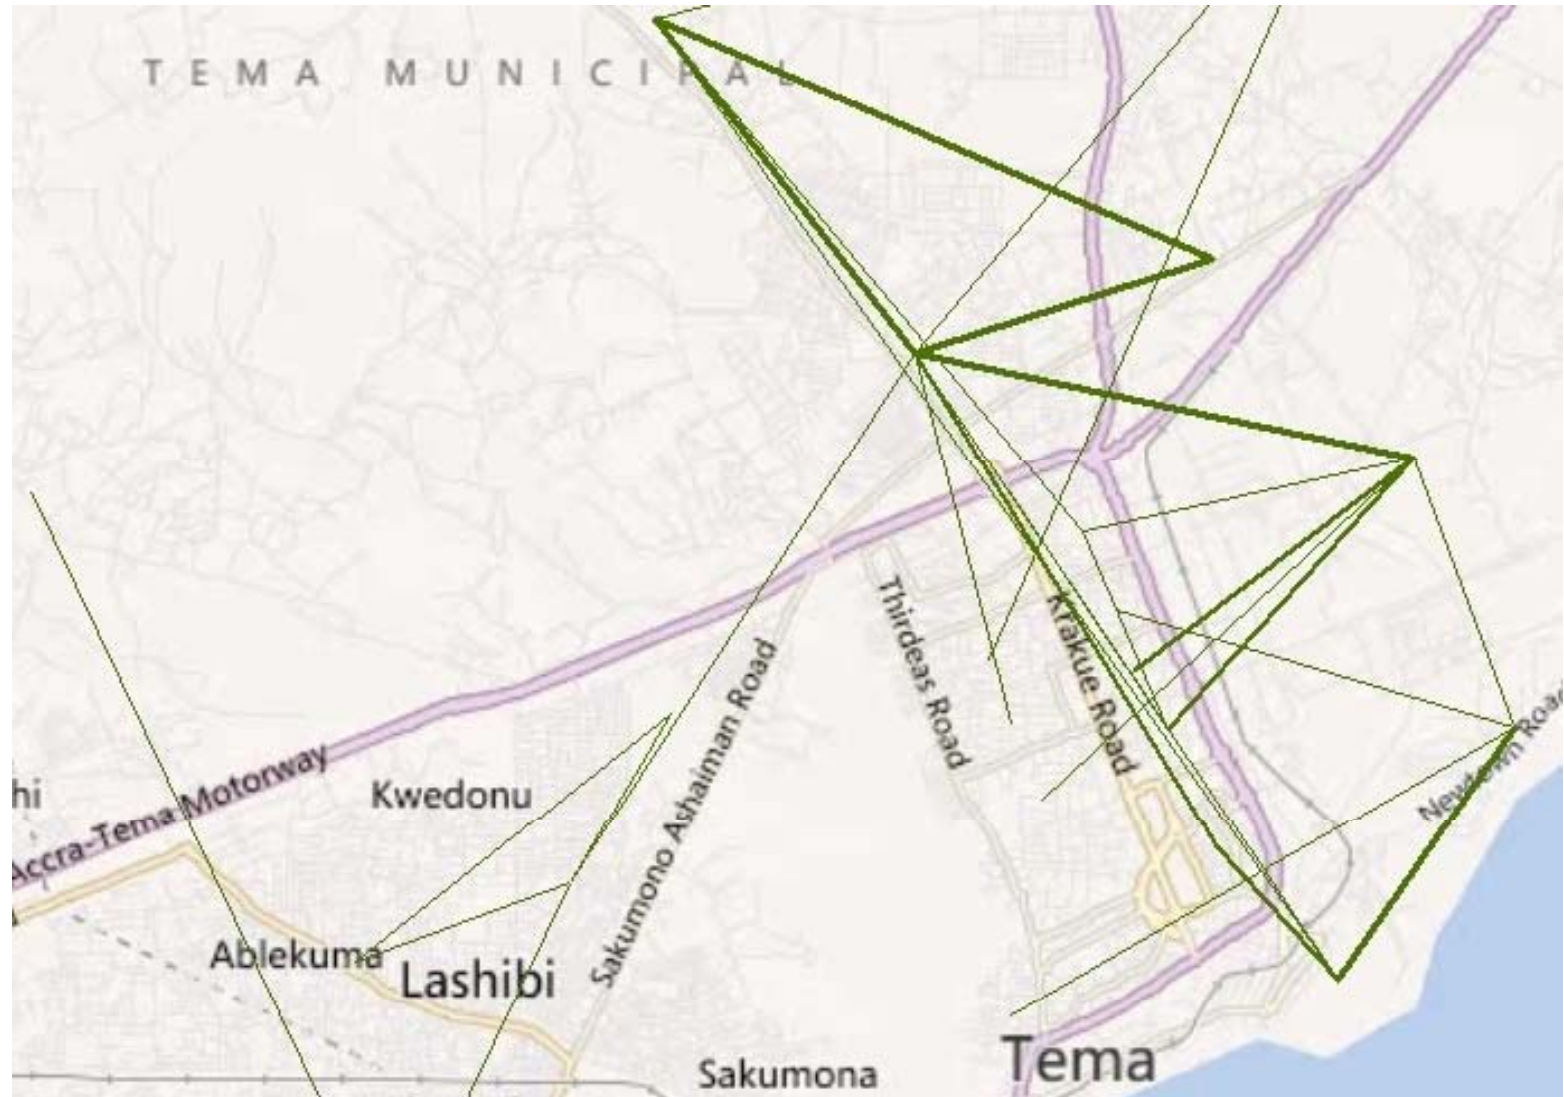 TEMA MUNICIPAL
Thirdeas Road
Krakue Road
Sakumono Ashaiman Road
hi
Accra-Tema Motorway
Kwedonu
Newtown Road
Ablekuma
Lashibi
Sakumona
Tema